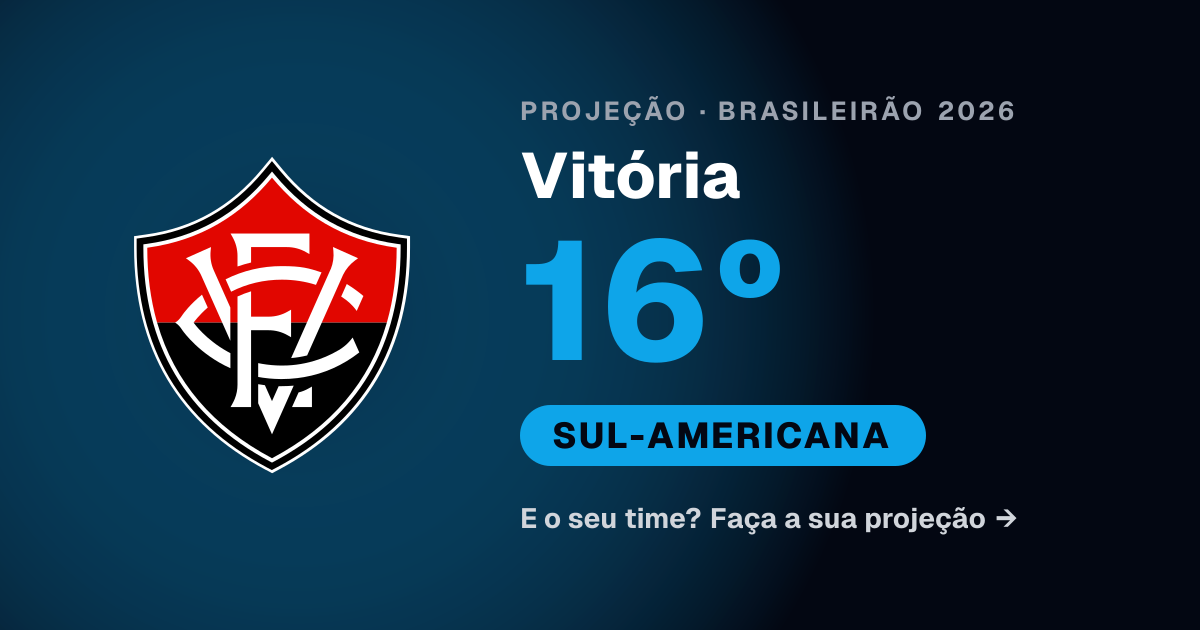 PROJEÇÃO · BRASILEIRÃO 2026
Vitória
16º
SUL-AMERICANA
E o seu time? Faça a sua projeção →